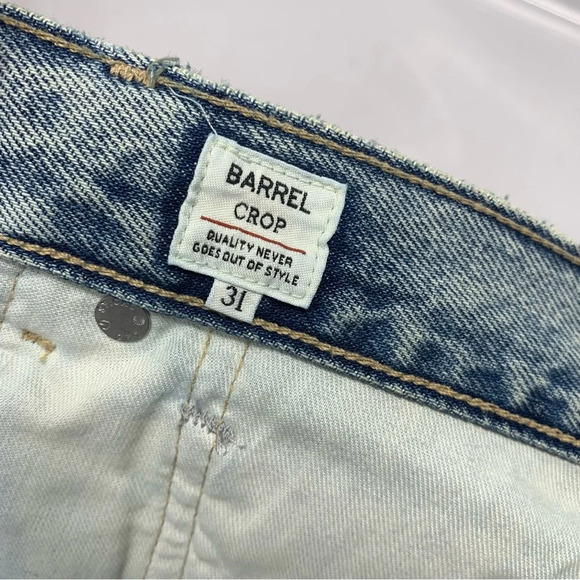 BARREL
CROP
QUALITY NEVER
GOES OUT OF STYLE
31